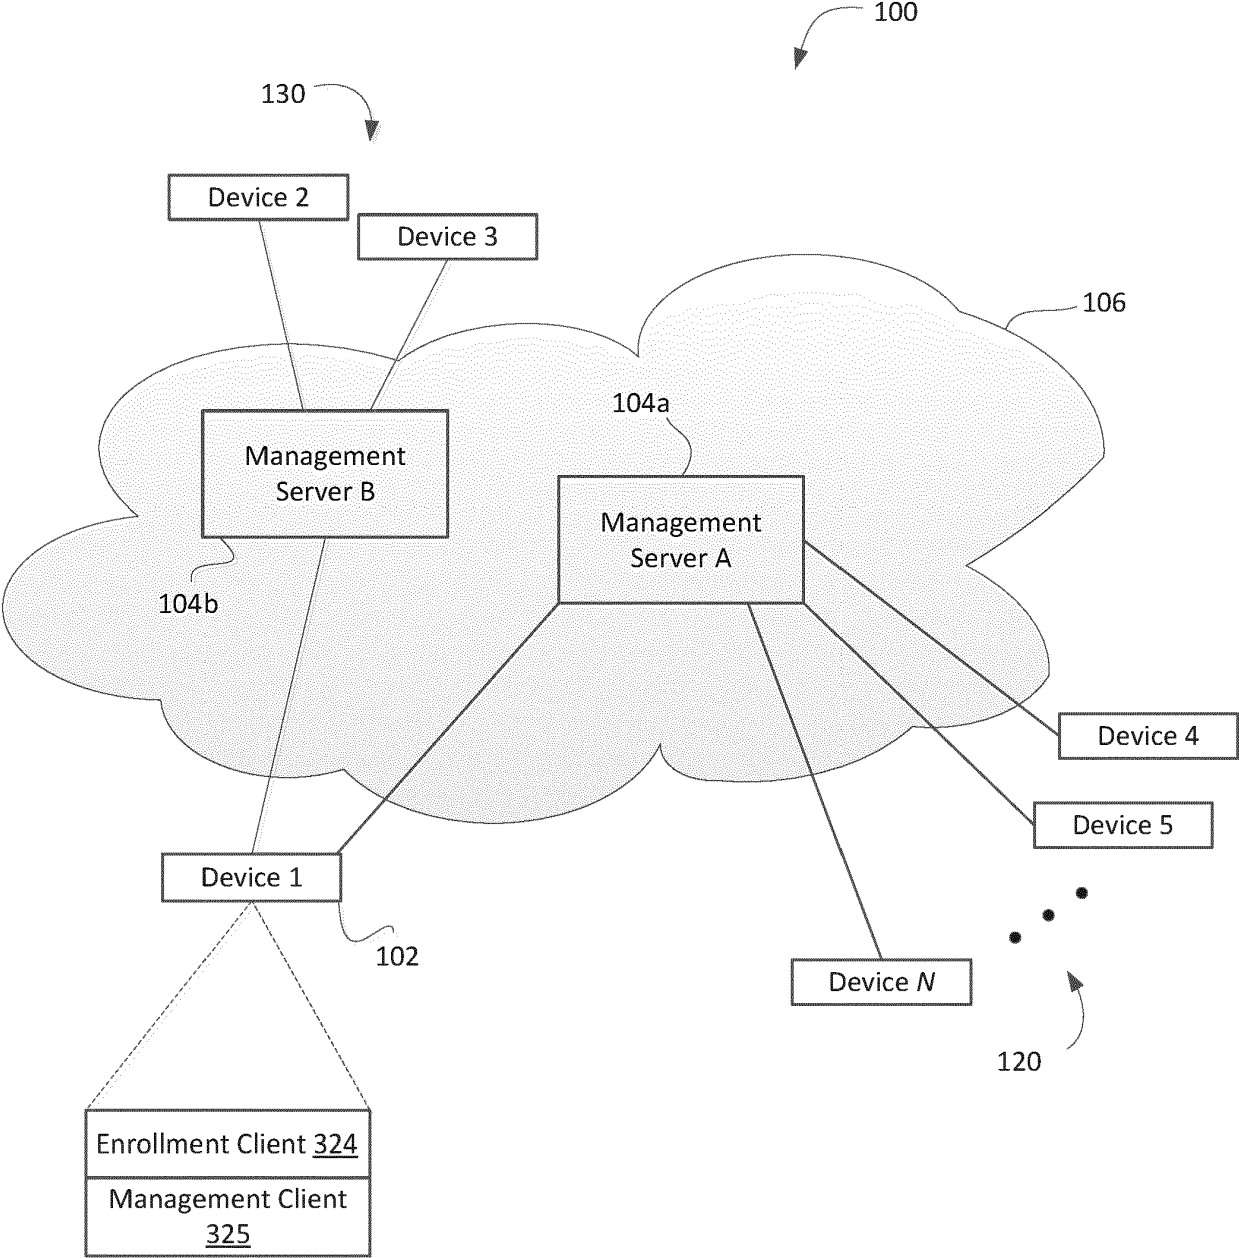 100
130
Device 2
Device 3
106
104a
Management
Server B
Management
Server A
104b
Device 4
Device 5
Device 1
102
Device N
120
Enrollment Client 324
Management Client
325